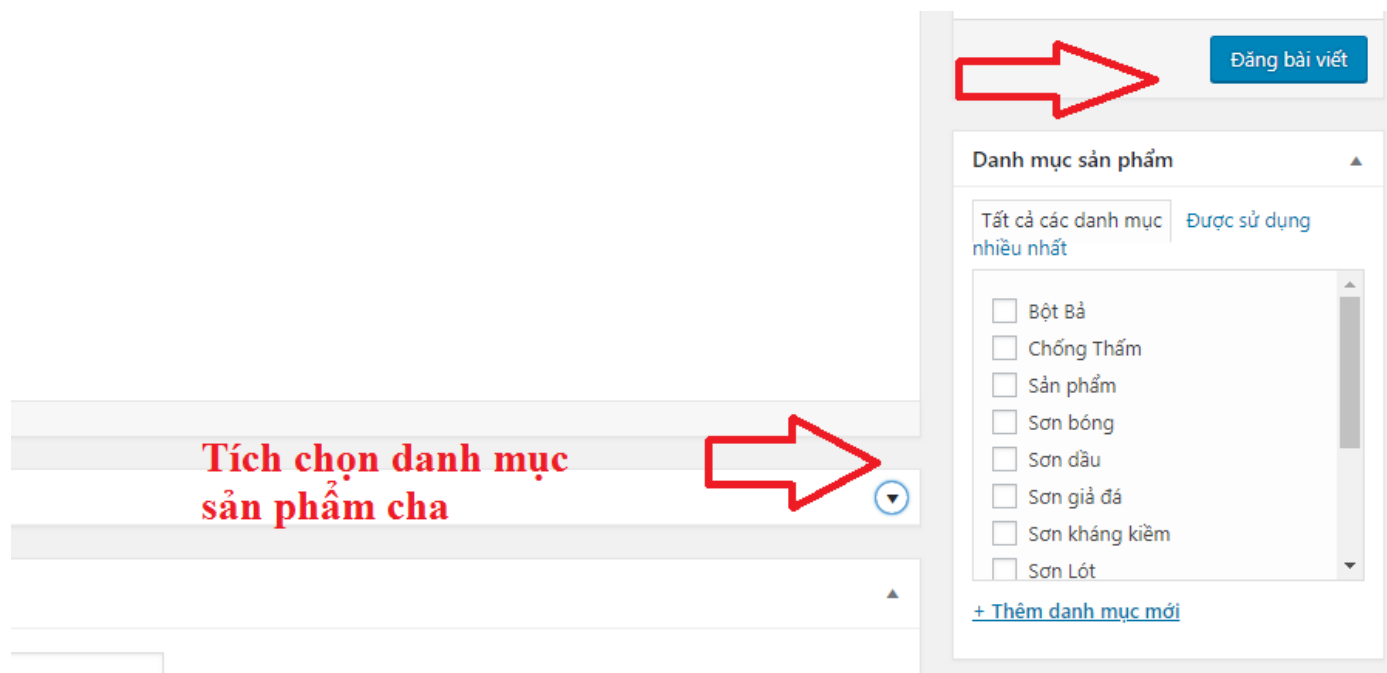 Đăng bài viết
Danh mục sản phẩm
Tất cả các danh mục Được sử dụng
nhiều nhất
Bột Bả
Chống Thấm
Sản phẩm
Sơn bóng
Sơn dầu
Sơn giả đá
Sơn kháng kiềm
Sơn Lót
+ Thêm danh mục mới
Tích chọn danh mục
sản phẩm cha